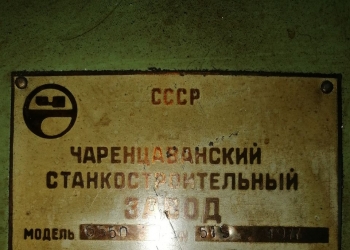 СССР
ЧАРЕНЦАВАНСКИЙ
СТАНКОСТРОИТЕЛЬНЫЙ
ЗАВОД
МОДЕЛЬ